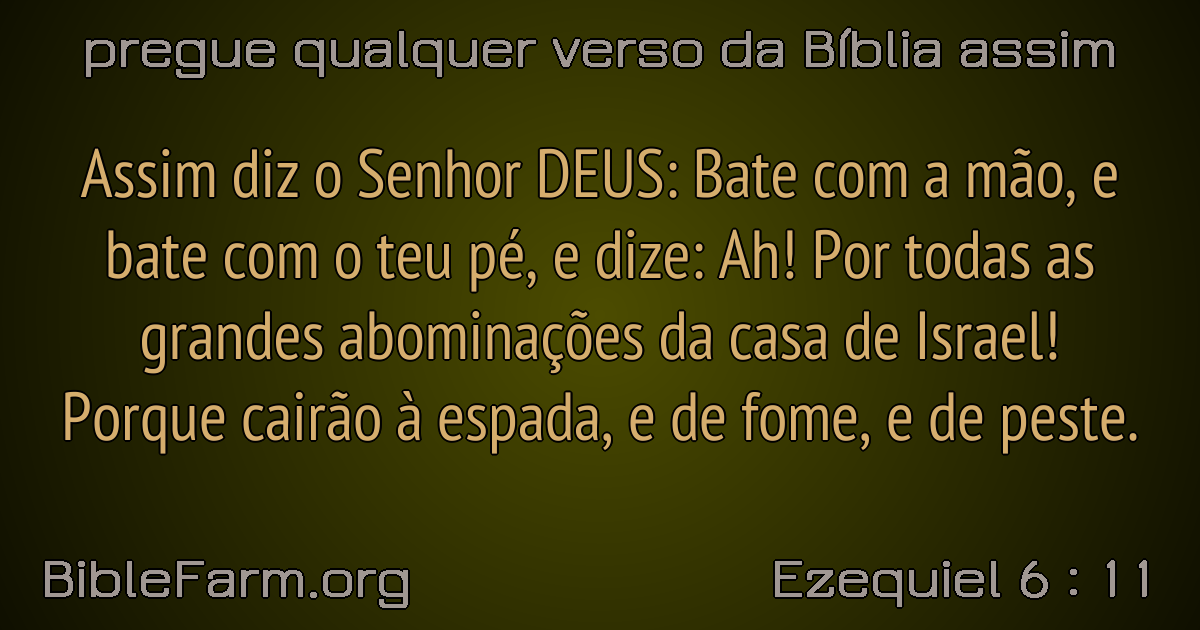 pregue qualquer verso da Bíblia assim
Assim diz o Senhor DEUS: Bate com a mão, e
bate com o teu pé, e dize: Ah! Por todas as
grandes abominações da casa de Israel!
Porque cairão à espada, e de fome, e de peste.
BibleFarm.org
Ezequiel 6 : 11